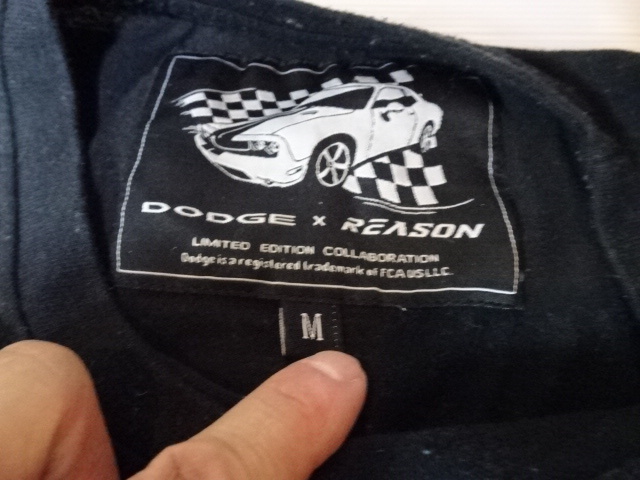 DODGE x REASON
LIMITED EDITION COLLABORATION
Dodge is a registered trademark of FCA US LLC.
M